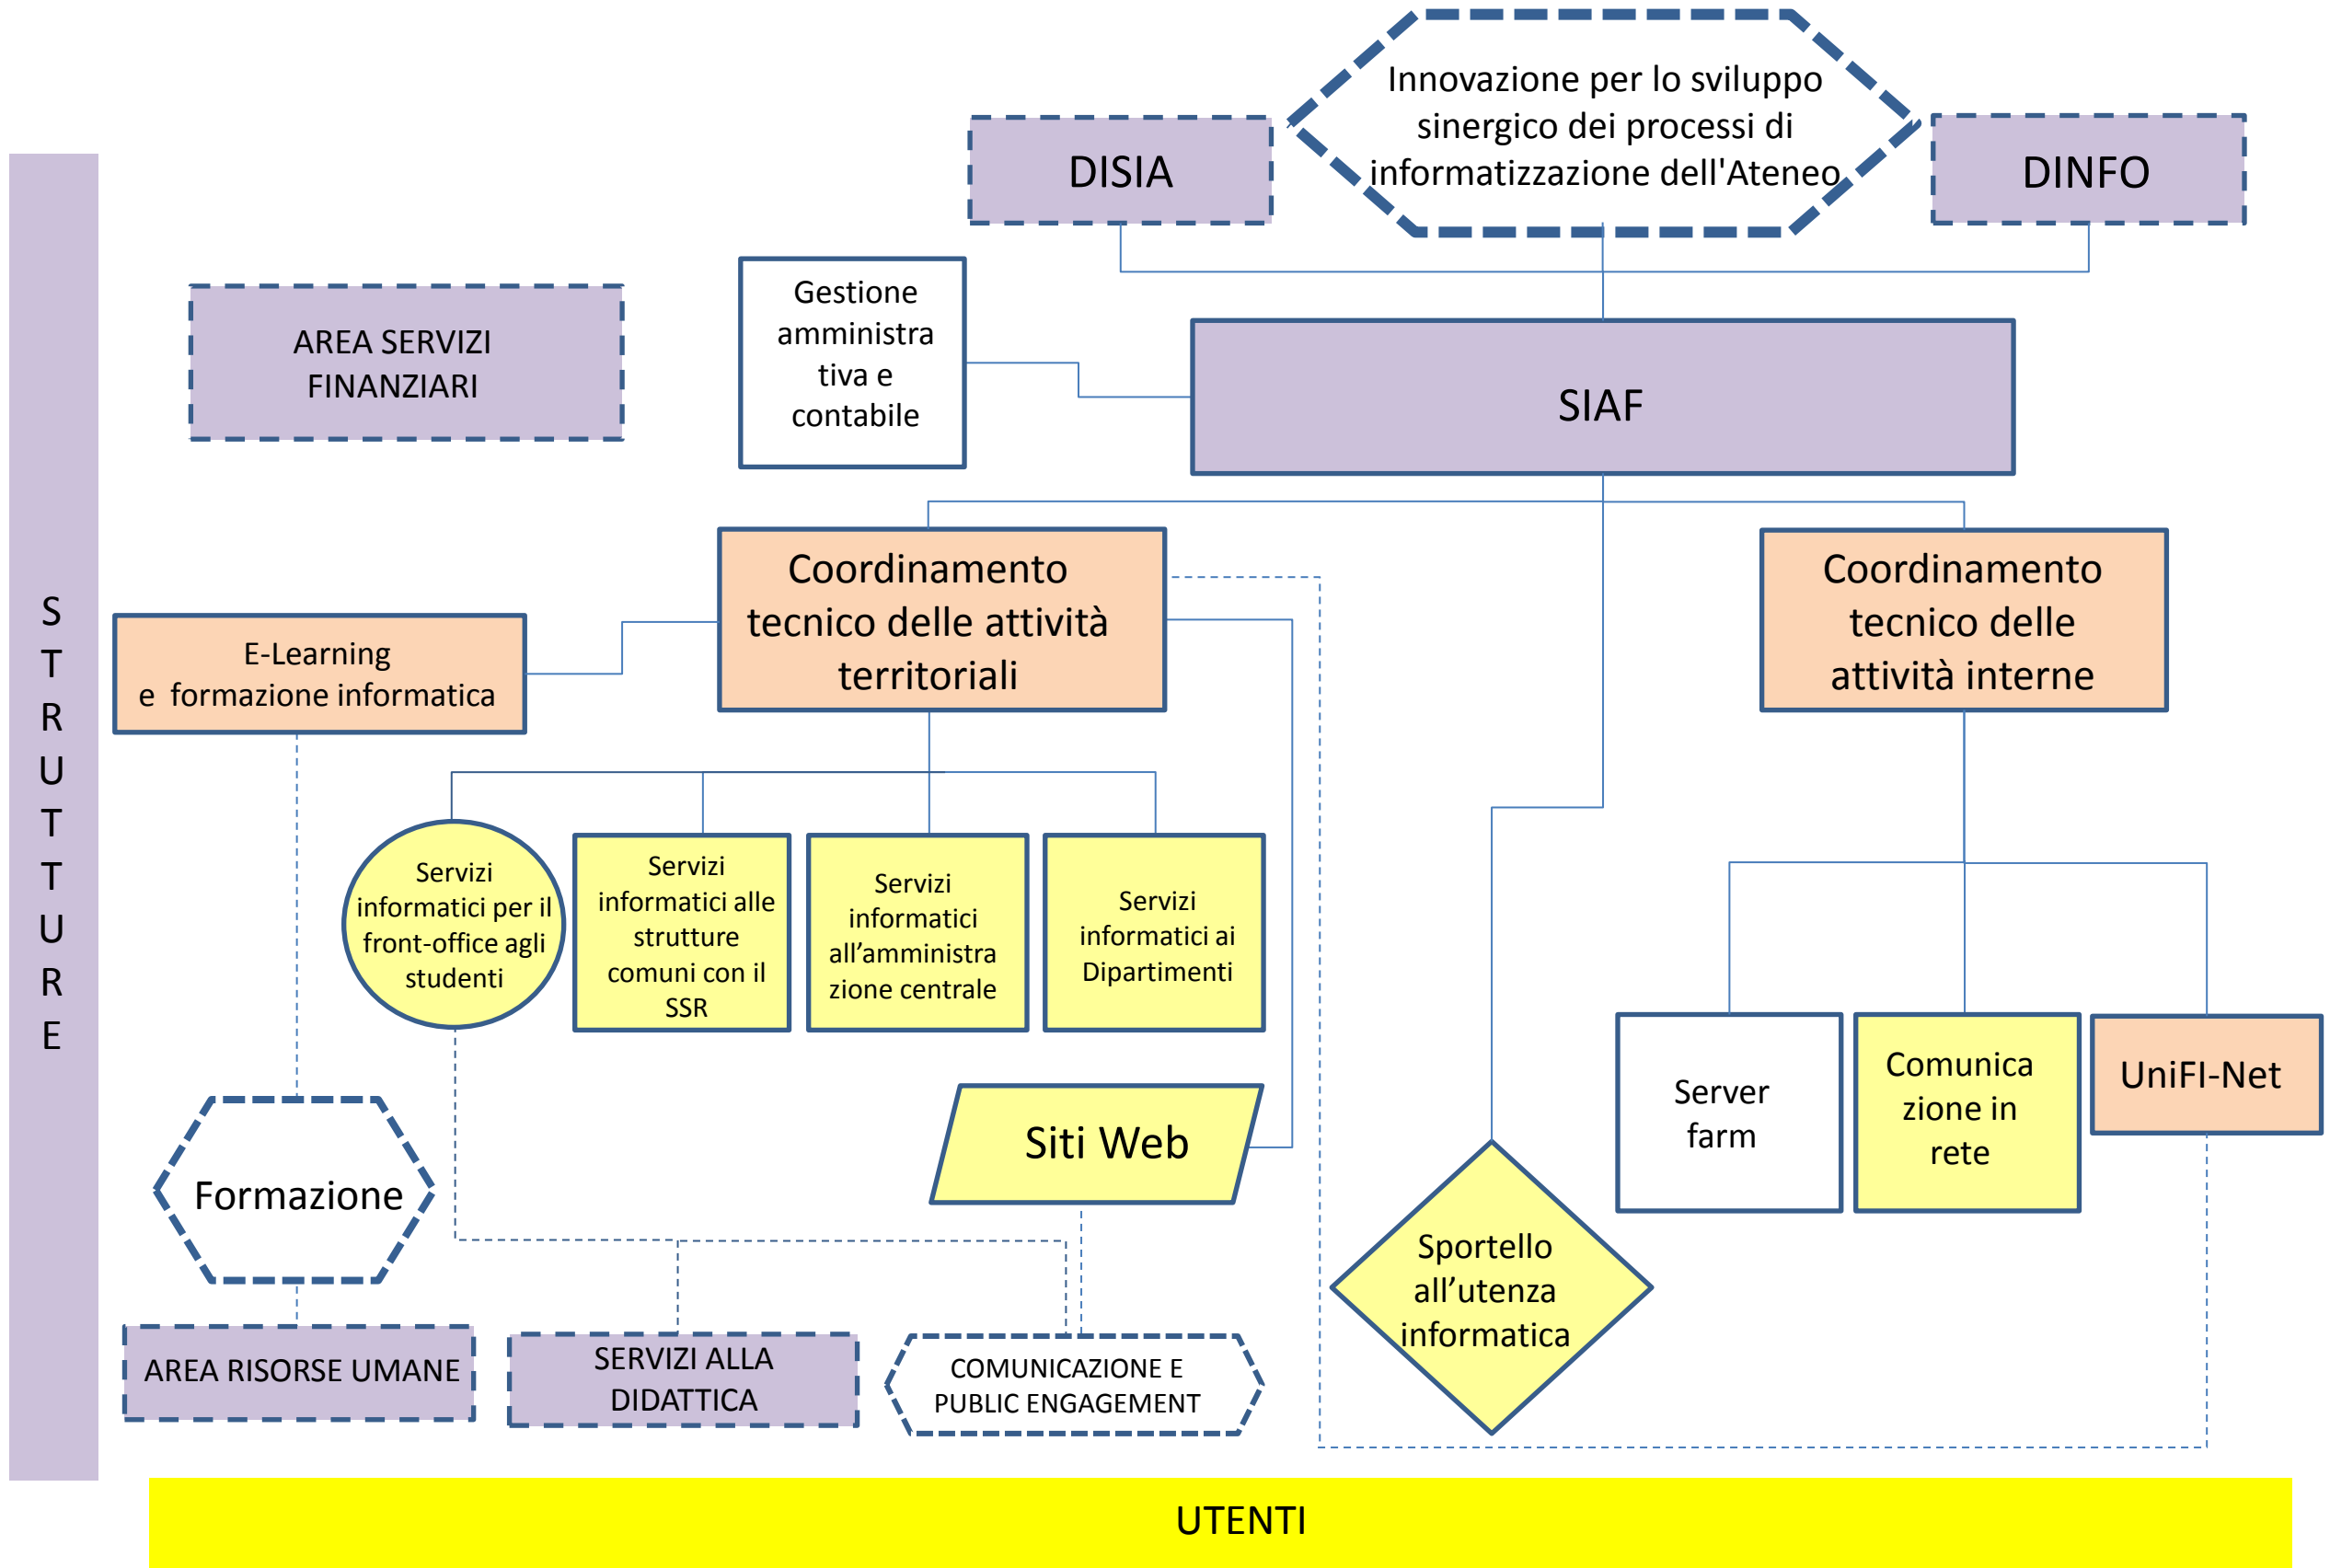 Innovazione per lo sviluppo
sinergico dei processi di
informatizzazione dell'Ateneo
DISIA
DINFO
Gestione
amministra
tiva e
contabile
AREA SERVIZI
FINANZIARI
SIAF
S
T
R
U
T
T
U
R
E
Coordinamento
tecnico delle attività
territoriali
Coordinamento
tecnico delle
attività interne
E-Learning
e formazione informatica
Servizi
informatici per il
front-office agli
studenti
Servizi
informatici alle
strutture
comuni con il
SSR
Servizi
informatici
all’amministra
zione centrale
Servizi
informatici ai
Dipartimenti
Server
farm
Comunica
zione in
rete
UniFI-Net
Siti Web
Formazione
Sportello
all’utenza
informatica
AREA RISORSE UMANE
SERVIZI ALLA
DIDATTICA
COMUNICAZIONE E
PUBLIC ENGAGEMENT
UTENTI